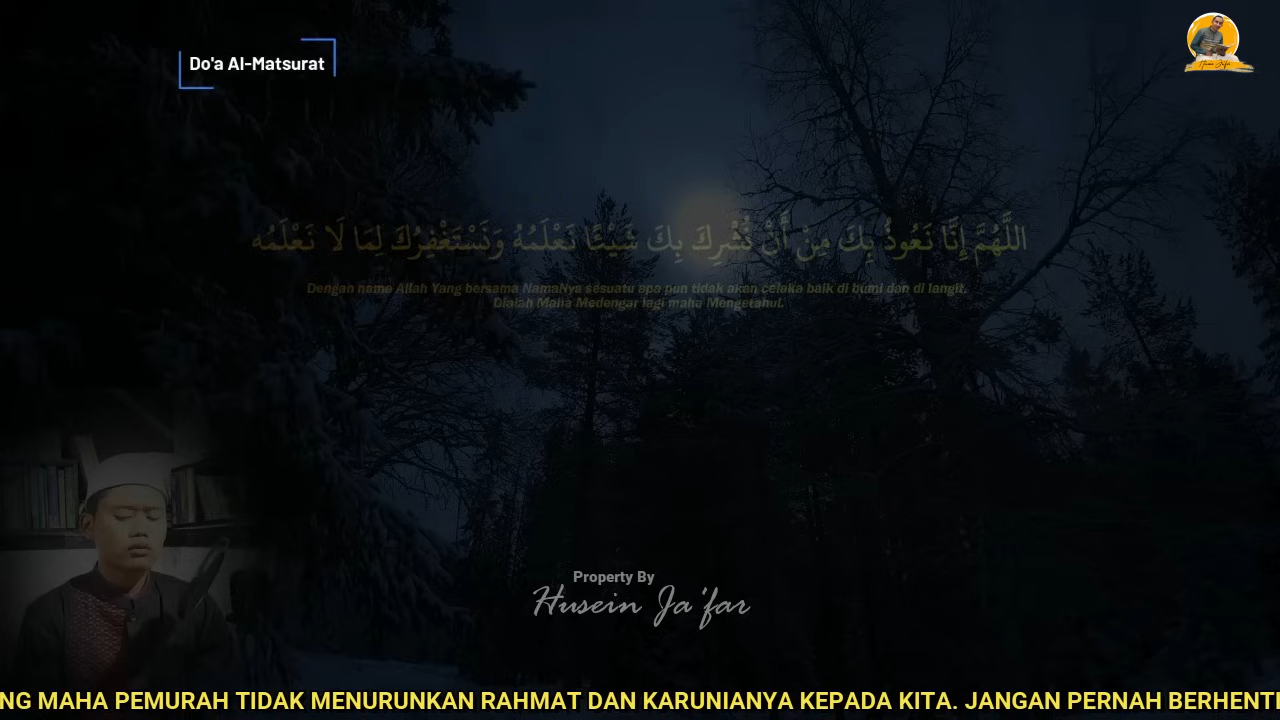 Do'a Al-Matsurat
اللَّهُمَّ إِنَّا نَعُوذُ بِكَ مِنْ أَنْ نُشْرِكَ بِكَ شَيْئًا نَعْلَمُهُ وَنَسْتَغْفِرُكَ لِمَا لَا نَعْلَمُه
Dengan nama Allah Yang bersama NamaNya sesuatu apa pun tidak akan celaka baik di bumi dan di langit.
Dialah Maha Medengar lagi maha Mengetahui.
Property By
Husein Ja'far
NG MAHA PEMURAH TIDAK MENURUNKAN RAHMAT DAN KARUNIANYA KEPADA KITA. JANGAN PERNAH BERHENTI